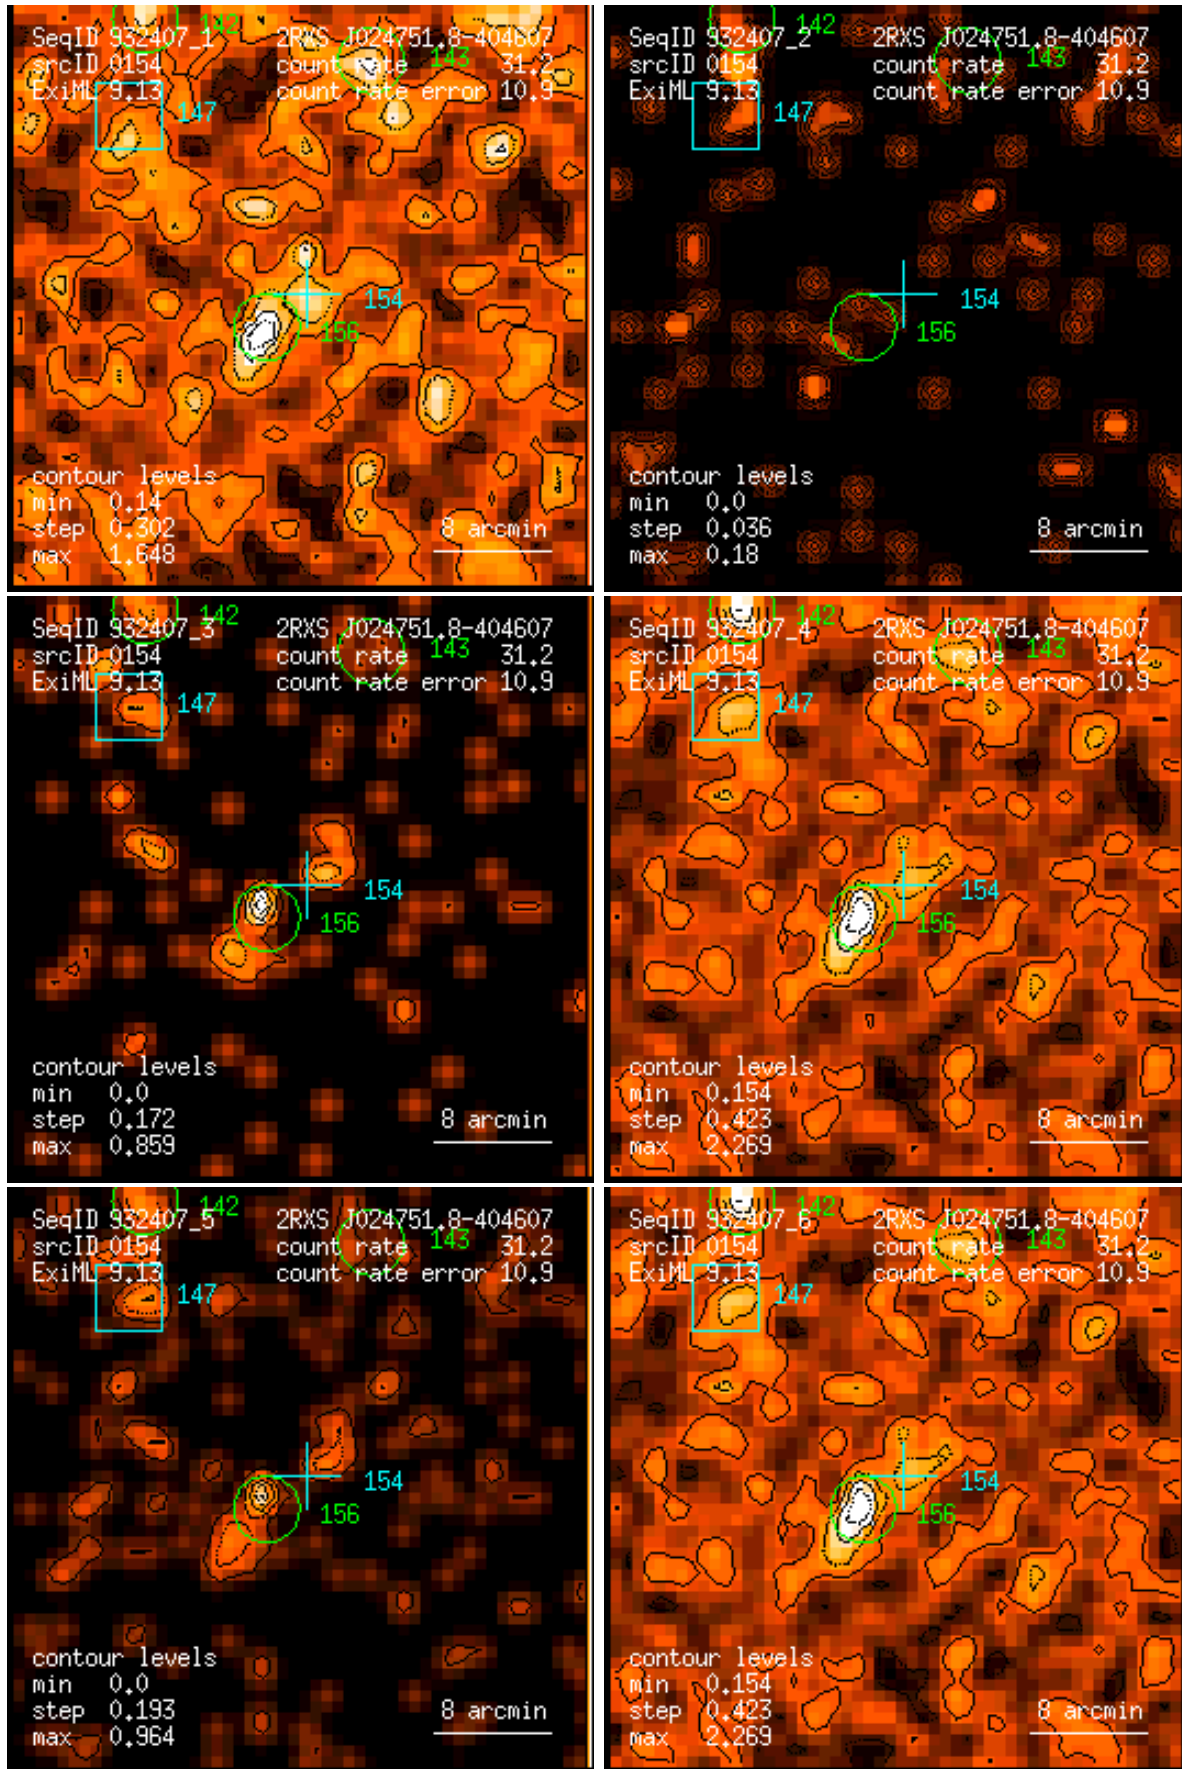 142
SeqID 932407_1 2RXS J024751.8-404607
srcID 0154 count rate 143 31.2
ExiML 9.13 count rate error 10.9
147
154
156
contour levels
min 0.14
step 0.302 8 arcmin
max 1.648
142
SeqID 932407_2 2RXS J024751.8-404607
srcID 0154 count rate 143 31.2
ExiML 9.13 count rate error 10.9
147
154
156
contour levels
min 0.0
step 0.036 8 arcmin
max 0.18
142
SeqID 932407_3 2RXS J024751.8-404607
srcID 0154 count rate 143 31.2
ExiML 9.13 count rate error 10.9
147
154
156
contour levels
min 0.0
step 0.172 8 arcmin
max 0.859
142
SeqID 932407_4 2RXS J024751.8-404607
srcID 0154 count rate 143 31.2
ExiML 9.13 count rate error 10.9
147
154
156
contour levels
min 0.154
step 0.423 8 arcmin
max 2.269
142
SeqID 932407_5 2RXS J024751.8-404607
srcID 0154 count rate 143 31.2
ExiML 9.13 count rate error 10.9
147
154
156
contour levels
min 0.0
step 0.193 8 arcmin
max 0.964
142
SeqID 932407_6 2RXS J024751.8-404607
srcID 0154 count rate 143 31.2
ExiML 9.13 count rate error 10.9
147
154
156
contour levels
min 0.154
step 0.423 8 arcmin
max 2.269